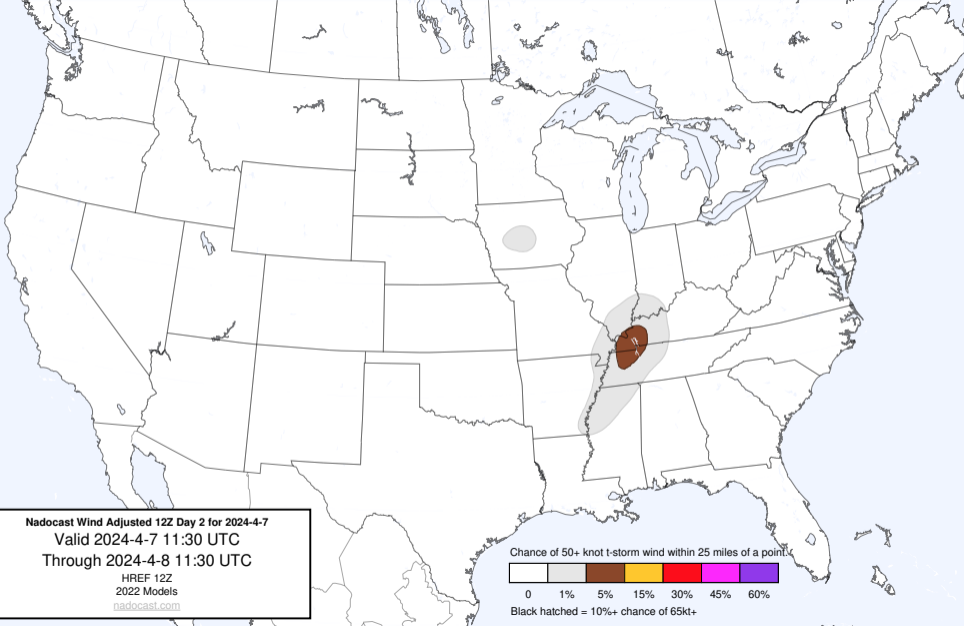 Nadocast Wind Adjusted 12Z Day 2 for 2024-4-7
Valid 2024-4-7 11:30 UTC
Through 2024-4-8 11:30 UTC
HREF 12Z
2022 Models
nadocast.com
Chance of 50+ knot t-storm wind within 25 miles of a point.
0 1% 5% 15% 30% 45% 60%
Black hatched = 10%+ chance of 65kt+